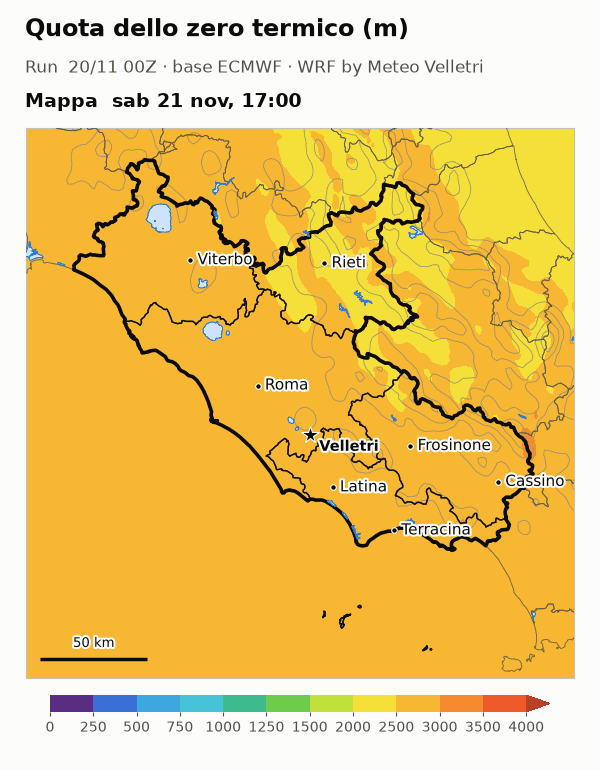 Quota dello zero termico (m)
Run 20/11 00Z · base ECMWF · WRF by Meteo Velletri
Mappa sab 21 nov, 17:00
Viterbo
Rieti
Roma
Velletri
Frosinone
Latina
Cassino
Terracina
50 km
0 250 500 750 1000 1250 1500 2000 2500 3000 3500 4000